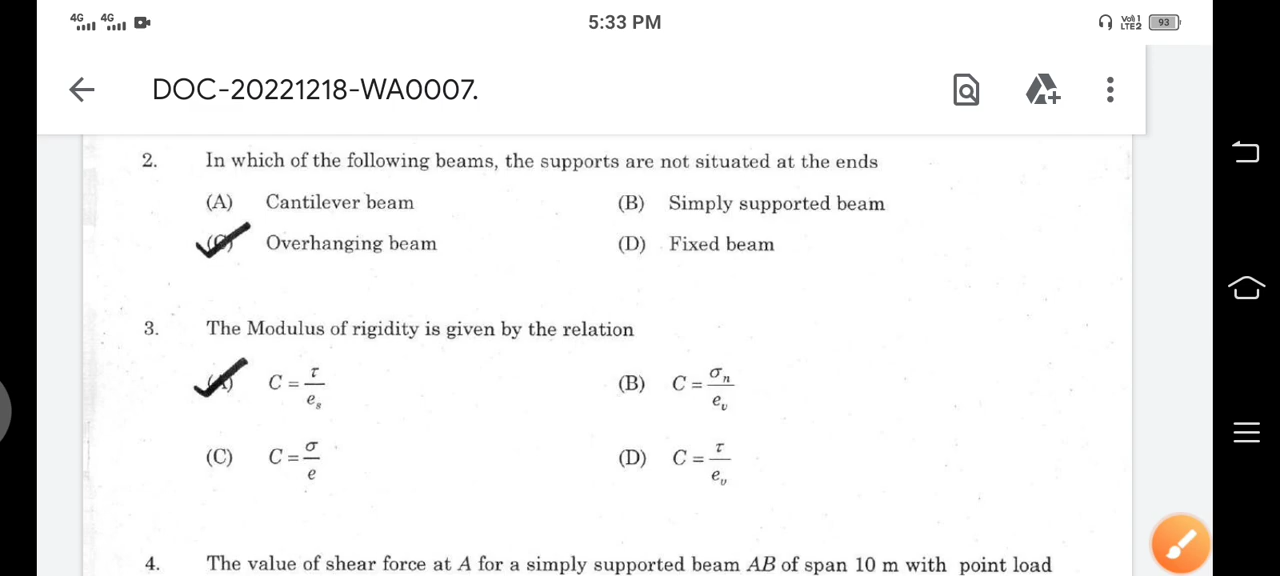 4G 4G 5:33 PM Vol) 1 LTE2 93
DOC-20221218-WA0007.
2. In which of the following beams, the supports are not situated at the ends
(A) Cantilever beam (B) Simply supported beam
(C) Overhanging beam (D) Fixed beam
3. The Modulus of rigidity is given by the relation
(A) C = τ/e_s (B) C = σ_n/e_v
(C) C = σ/e (D) C = τ/e_v
4. The value of shear force at A for a simply supported beam AB of span 10 m with point load